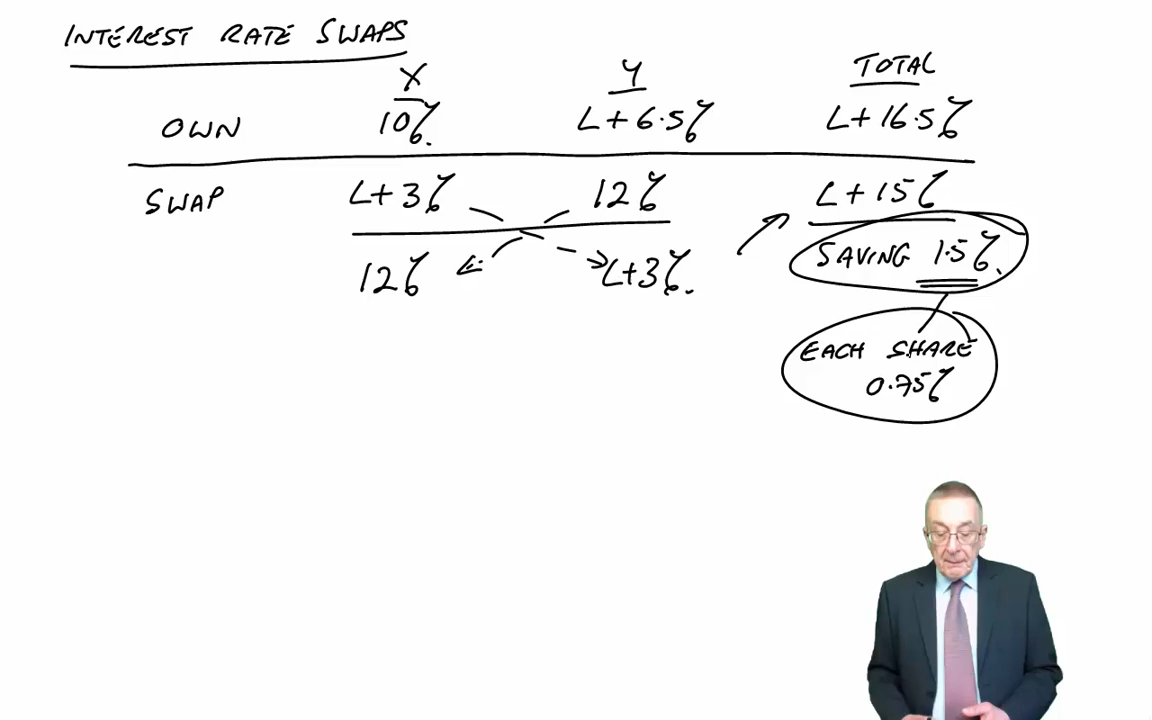 INTEREST RATE SWAPS
X Y TOTAL
OWN 10% L+6.5% L+16.5%
SWAP L+3% 12% L+15%
12% L+3% SAVING 1.5%
EACH SHARE
0.75%